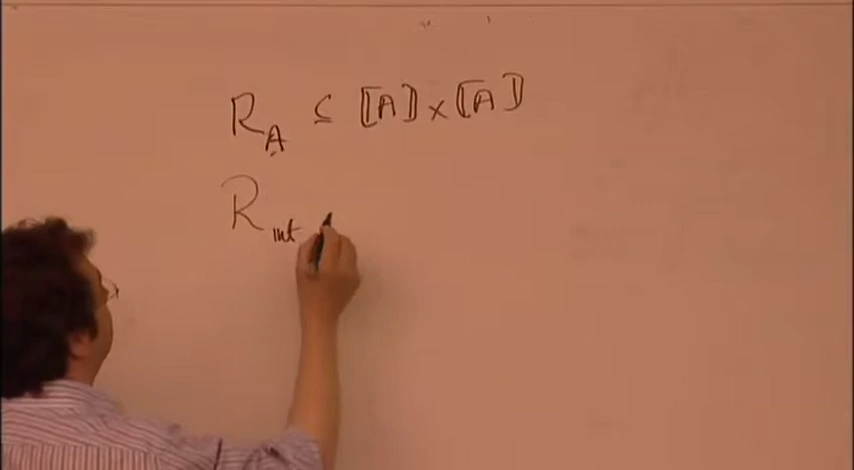 R_A ⊆ ⟦A⟧ × ⟦A⟧
R_int